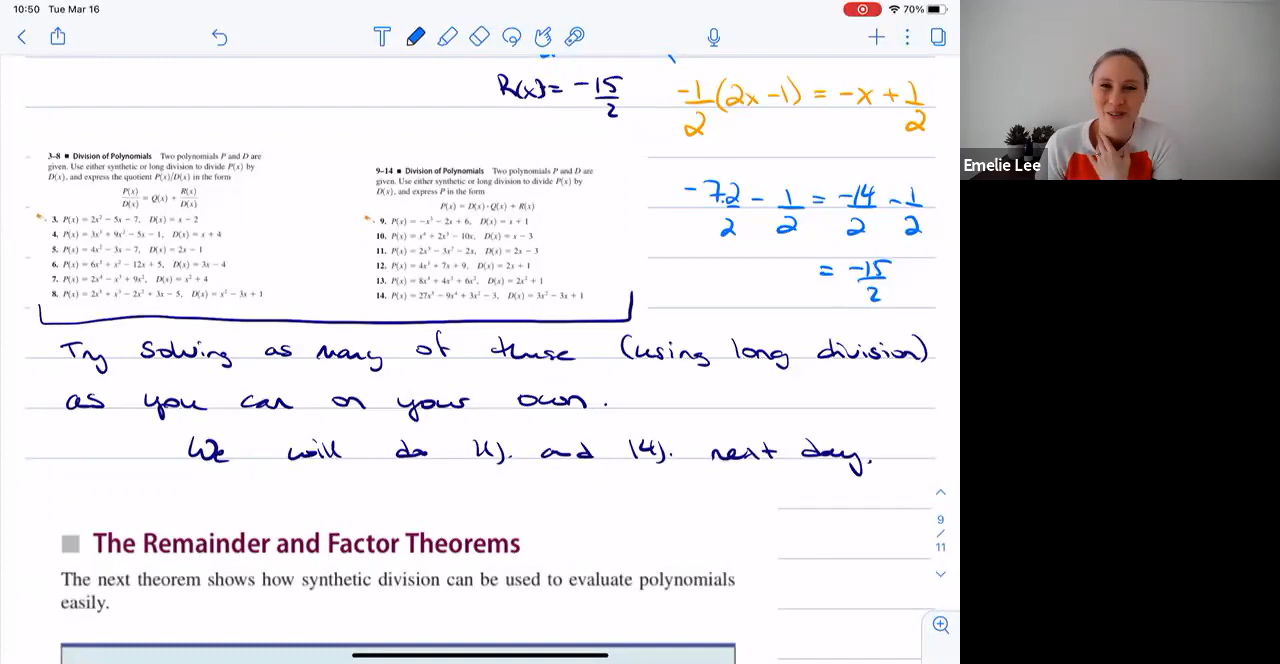 10:50 Tue Mar 16
70%
R(x) = -15/2
-1/2 (2x - 1) = -x + 1/2
3–8 ■ Division of Polynomials Two polynomials P and D are
given. Use either synthetic or long division to divide P(x) by
D(x), and express the quotient P(x)/D(x) in the form
P(x)/D(x) = Q(x) + R(x)/D(x)
3. P(x) = 2x² − 5x − 7, D(x) = x − 2
4. P(x) = 3x³ + 9x² − 5x − 1, D(x) = x + 4
5. P(x) = 4x² − 3x − 7, D(x) = 2x − 1
6. P(x) = 6x³ + x² − 12x + 5, D(x) = 3x − 4
7. P(x) = 2x⁴ − x³ + 9x², D(x) = x² + 4
8. P(x) = 2x⁵ + x³ − 2x² + 3x − 5, D(x) = x² − 3x + 1
9–14 ■ Division of Polynomials Two polynomials P and D are
given. Use either synthetic or long division to divide P(x) by
D(x), and express P in the form
P(x) = D(x) · Q(x) + R(x)
9. P(x) = −x³ − 2x + 6, D(x) = x + 1
10. P(x) = x⁴ + 2x³ − 10x, D(x) = x − 3
11. P(x) = 2x³ − 3x² − 2x, D(x) = 2x − 3
12. P(x) = 4x³ + 7x + 9, D(x) = 2x + 1
13. P(x) = 8x⁴ + 4x³ + 6x², D(x) = 2x² + 1
14. P(x) = 27x⁵ − 9x⁴ + 3x² − 3, D(x) = 3x² − 3x + 1
-7·2/2 - 1/2 = -14/2 - 1/2
= -15/2
Try solving as many of these (using long division)
as you can on your own.
We will do 4). and 14). next day.
The Remainder and Factor Theorems
The next theorem shows how synthetic division can be used to evaluate polynomials
easily.
9
/
11
Emelie Lee